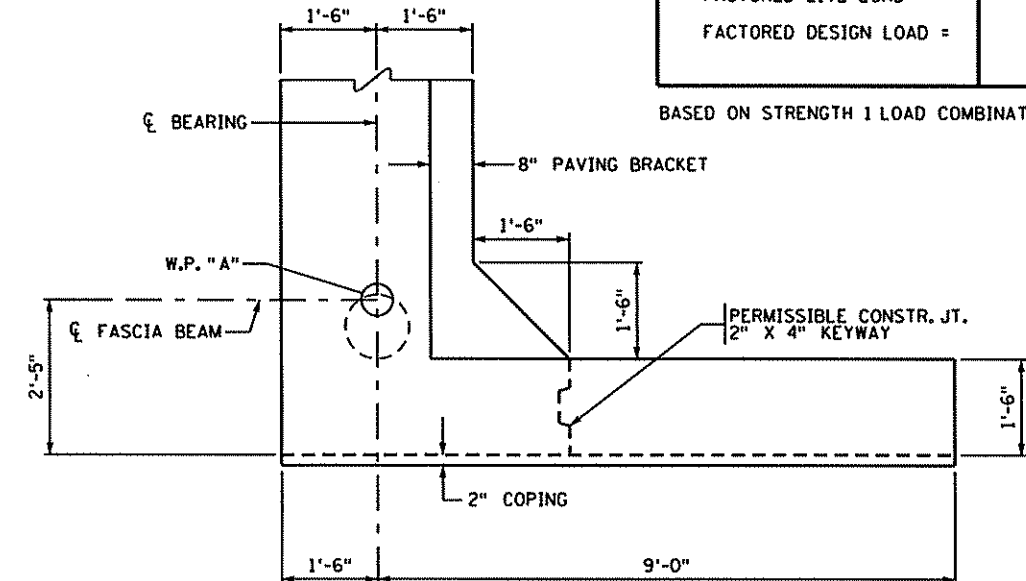 1'-6"
1'-6"
FACTORED DESIGN LOAD =
BASED ON STRENGTH 1 LOAD COMBINAT
℄ BEARING
8" PAVING BRACKET
1'-6"
W.P. "A"
℄ FASCIA BEAM
1'-6"
PERMISSIBLE CONSTR. JT.
2" X 4" KEYWAY
2'-5"
1'-6"
2" COPING
1'-6"
9'-0"